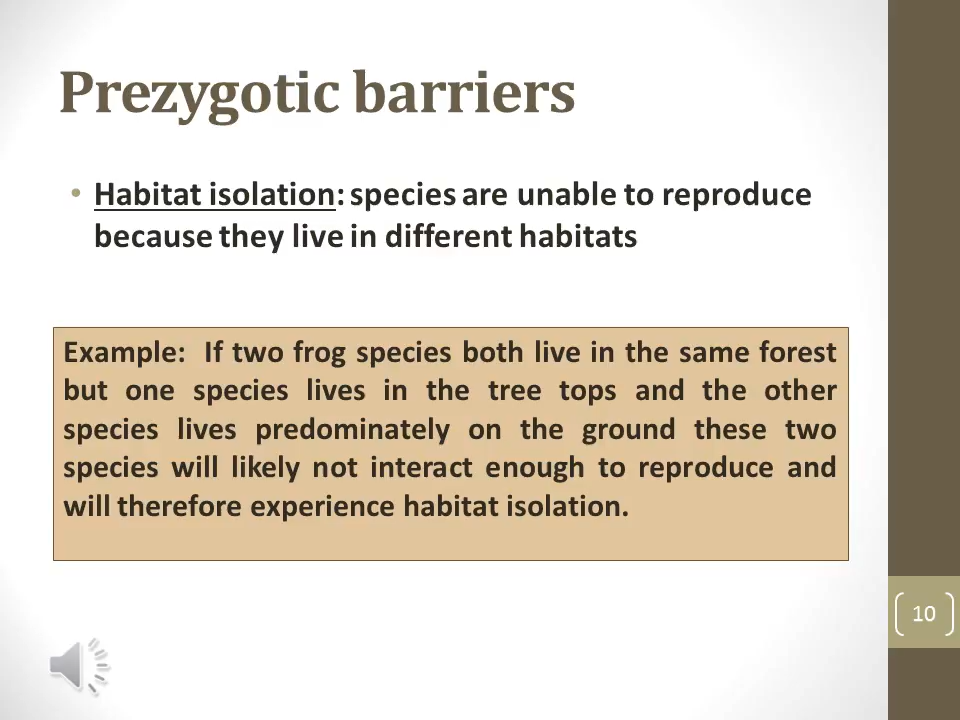 Prezygotic barriers
• Habitat isolation: species are unable to reproduce
because they live in different habitats
Example: If two frog species both live in the same forest
but one species lives in the tree tops and the other
species lives predominately on the ground these two
species will likely not interact enough to reproduce and
will therefore experience habitat isolation.
10